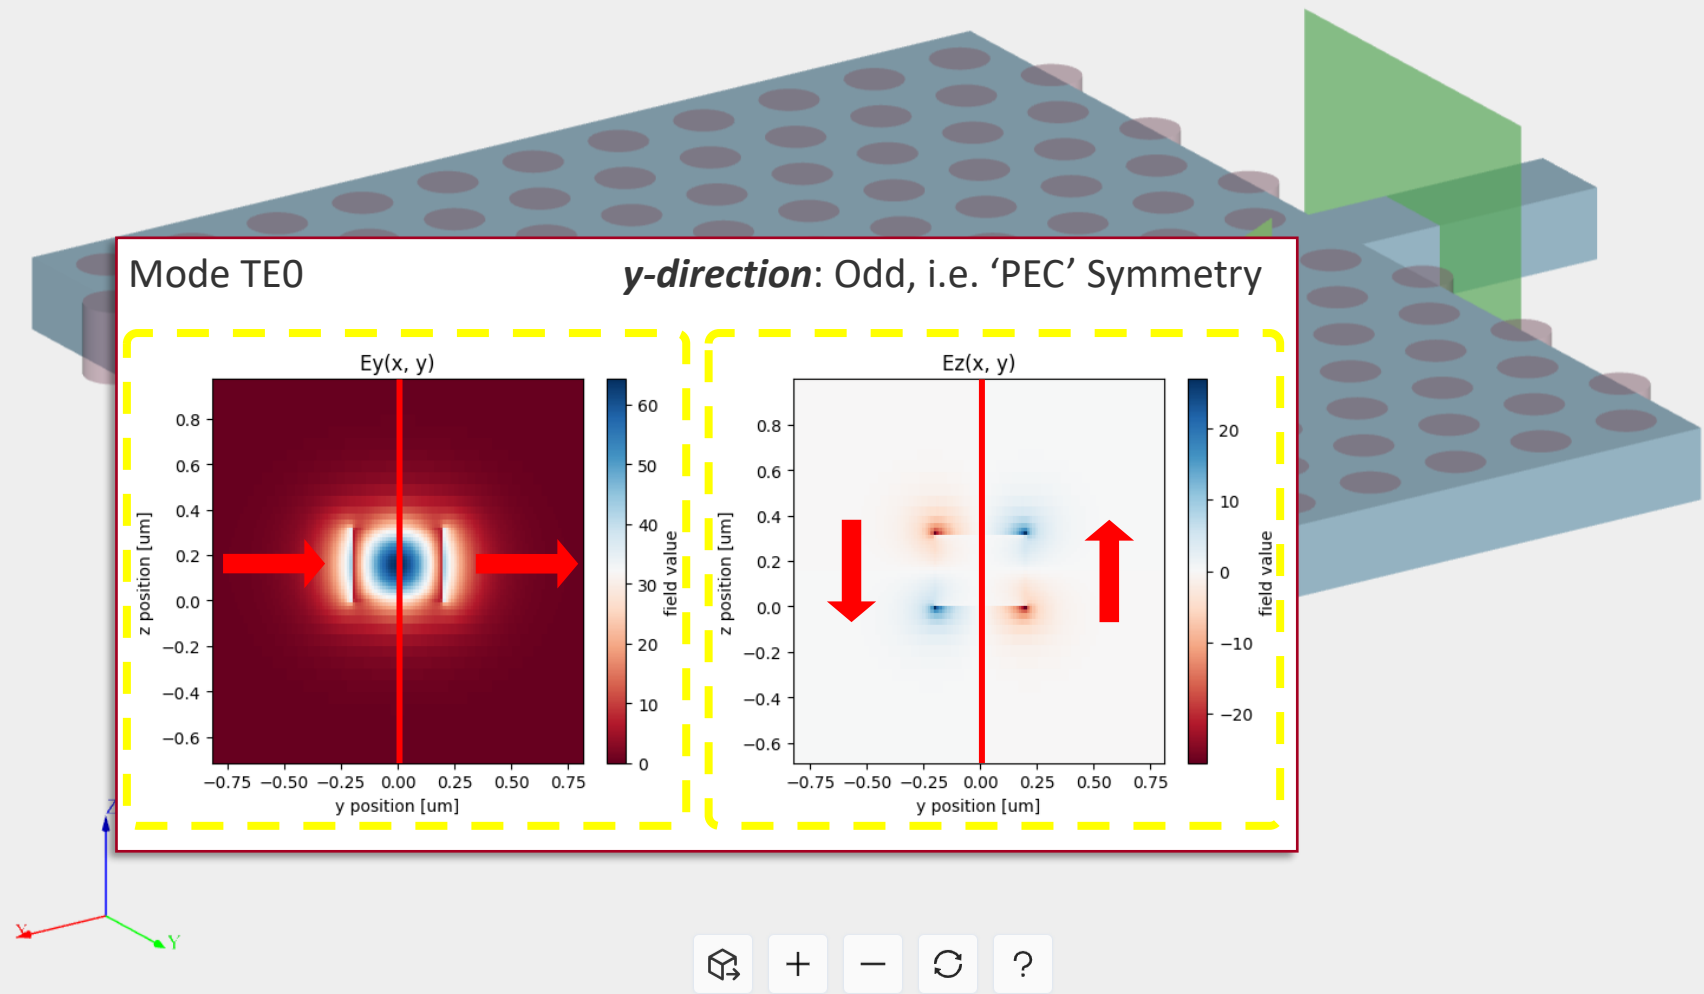 Mode TE0
y-direction: Odd, i.e. ‘PEC’ Symmetry
Ey(x, y)
0.8
0.6
0.4
0.2
0.0
−0.2
−0.4
−0.6
z position [um]
−0.75 −0.50 −0.25 0.00 0.25 0.50 0.75
y position [um]
60
50
40
30
20
10
0
field value
Ez(x, y)
0.8
0.6
0.4
0.2
0.0
−0.2
−0.4
−0.6
z position [um]
−0.75 −0.50 −0.25 0.00 0.25 0.50 0.75
y position [um]
20
10
0
−10
−20
field value
Z
X
Y
?